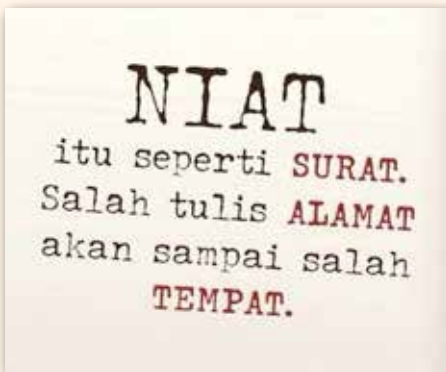 NIAT
itu seperti SURAT.
Salah tulis ALAMAT
akan sampai salah
TEMPAT.